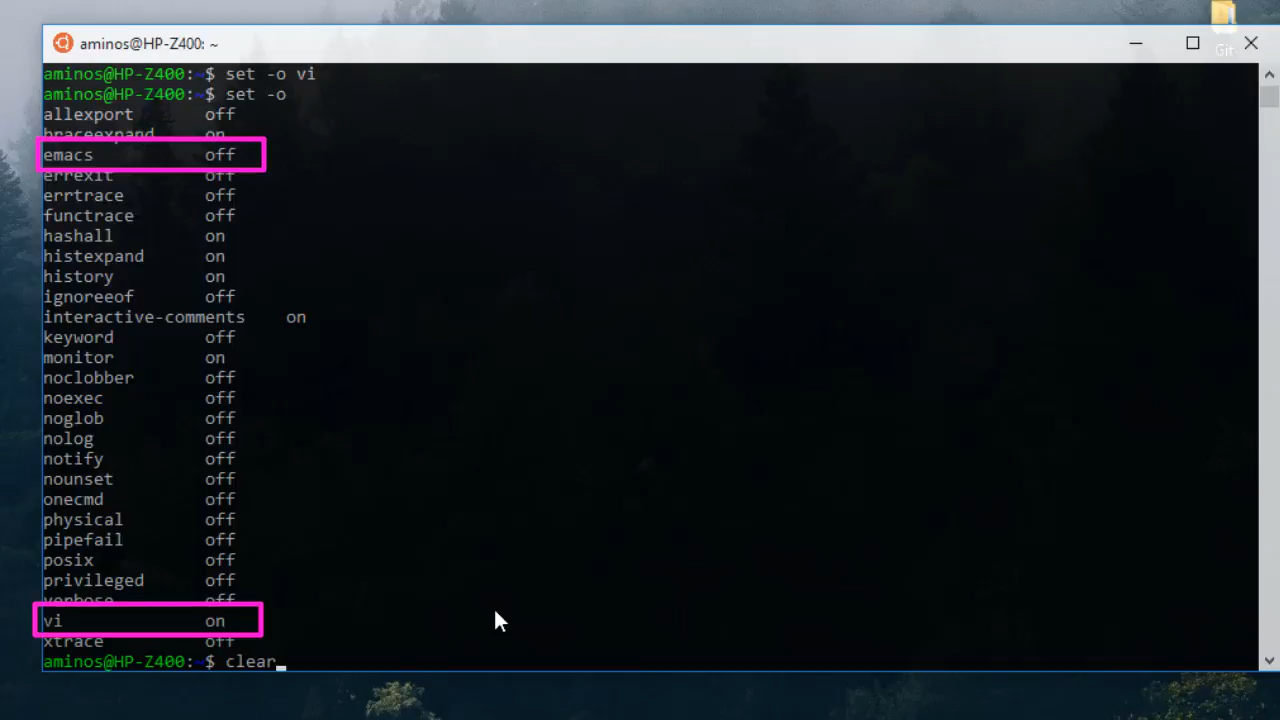 Git
aminos@HP-Z400: ~
aminos@HP-Z400:~$ set -o vi
aminos@HP-Z400:~$ set -o
allexport off
braceexpand on
emacs off
errexit off
errtrace off
functrace off
hashall on
histexpand on
history on
ignoreeof off
interactive-comments on
keyword off
monitor on
noclobber off
noexec off
noglob off
nolog off
notify off
nounset off
onecmd off
physical off
pipefail off
posix off
privileged off
verbose off
vi on
xtrace off
aminos@HP-Z400:~$ clear